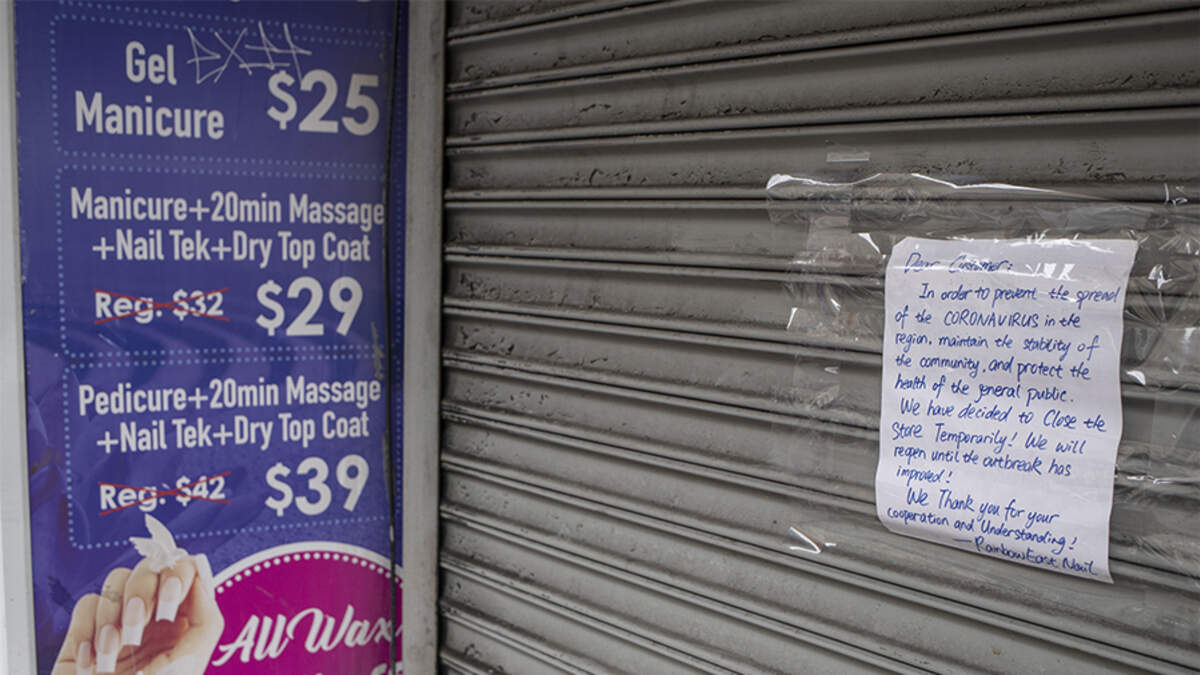 Gel
Manicure
$25
Manicure+20min Massage
+Nail Tek+Dry Top Coat
Reg. $32
$29
Pedicure+20min Massage
+Nail Tek+Dry Top Coat
Reg. $42
$39
All Wax
Dear Customer:
In order to prevent the spread
of the CORONAVIRUS in the
region, maintain the stability of
the community, and protect the
health of the general public.
We have decided to Close the
Store Temporarily! We will
reopen until the outbreak has
improved!
We Thank you for your
cooperation and Understanding!
— Rainbow East Nail